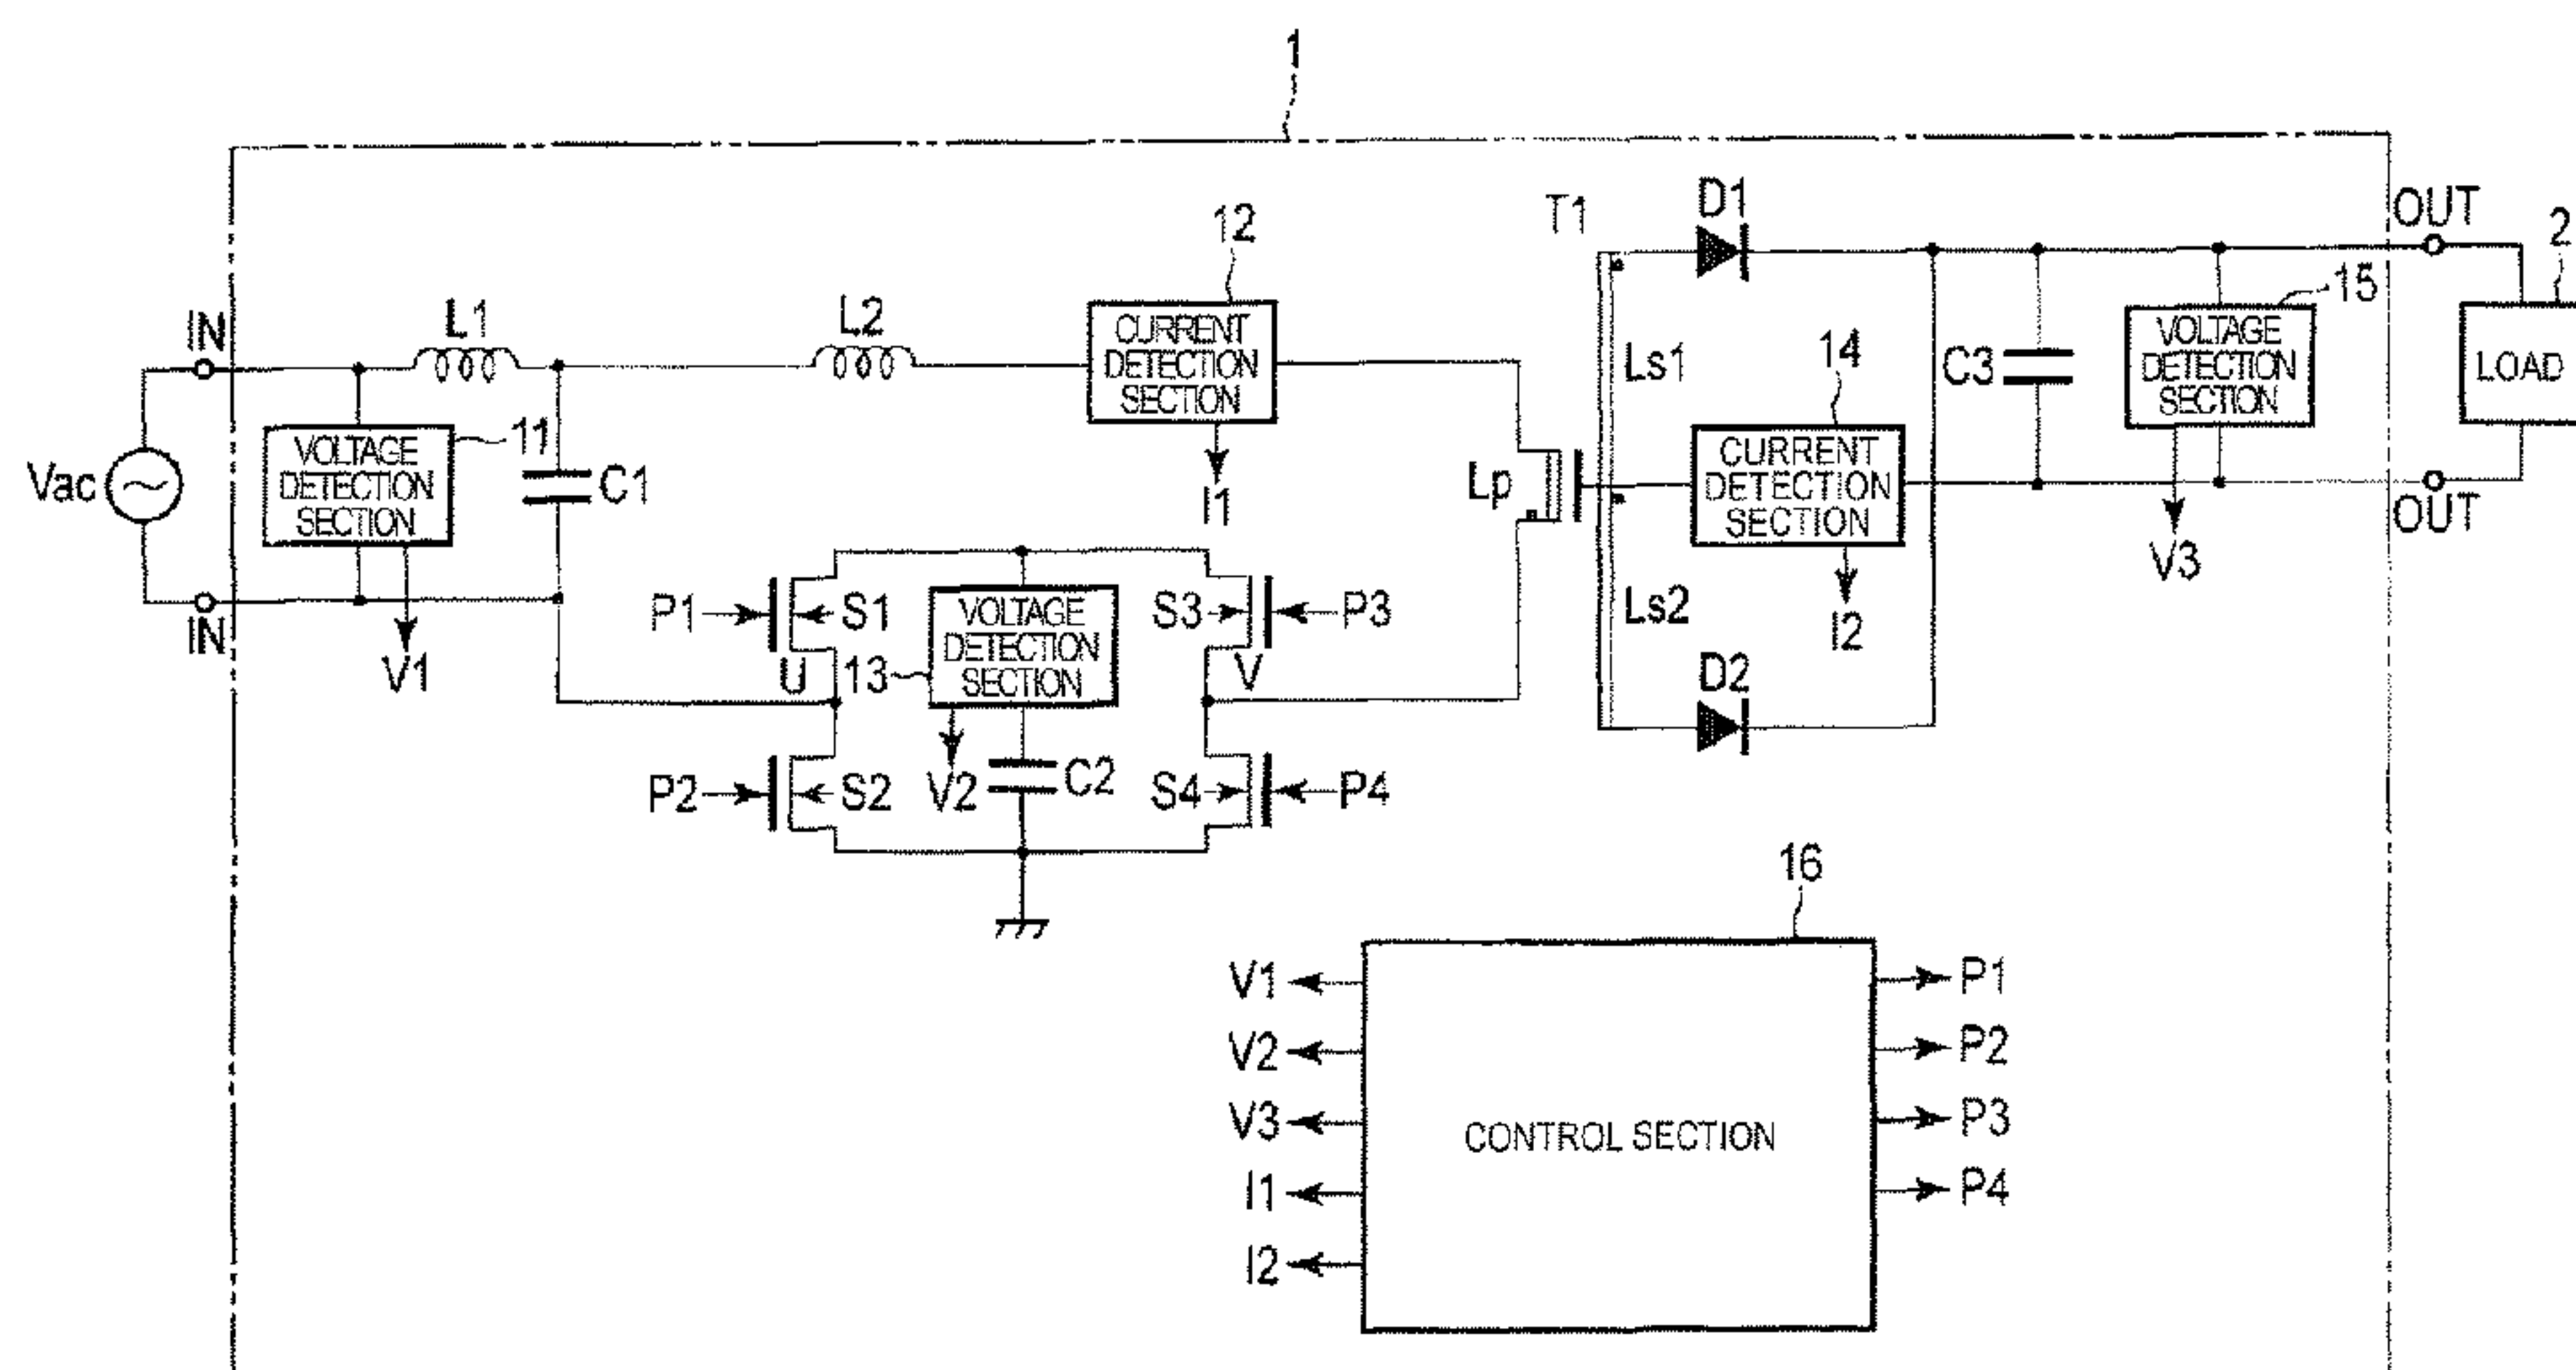 1
T1
D1
OUT
2
12
15
IN
L1
L2
CURRENT
DETECTION
SECTION
I1
Ls1
14
C3
VOLTAGE
DETECTION
SECTION
LOAD
Vac
VOLTAGE
DETECTION
SECTION
11
C1
Lp
CURRENT
DETECTION
SECTION
I2
V3
OUT
IN
V1
P1
S1
U
13
VOLTAGE
DETECTION
SECTION
S3
P3
V
Ls2
D2
P2
S2
V2
C2
S4
P4
16
V1
V2
V3
I1
I2
CONTROL SECTION
P1
P2
P3
P4